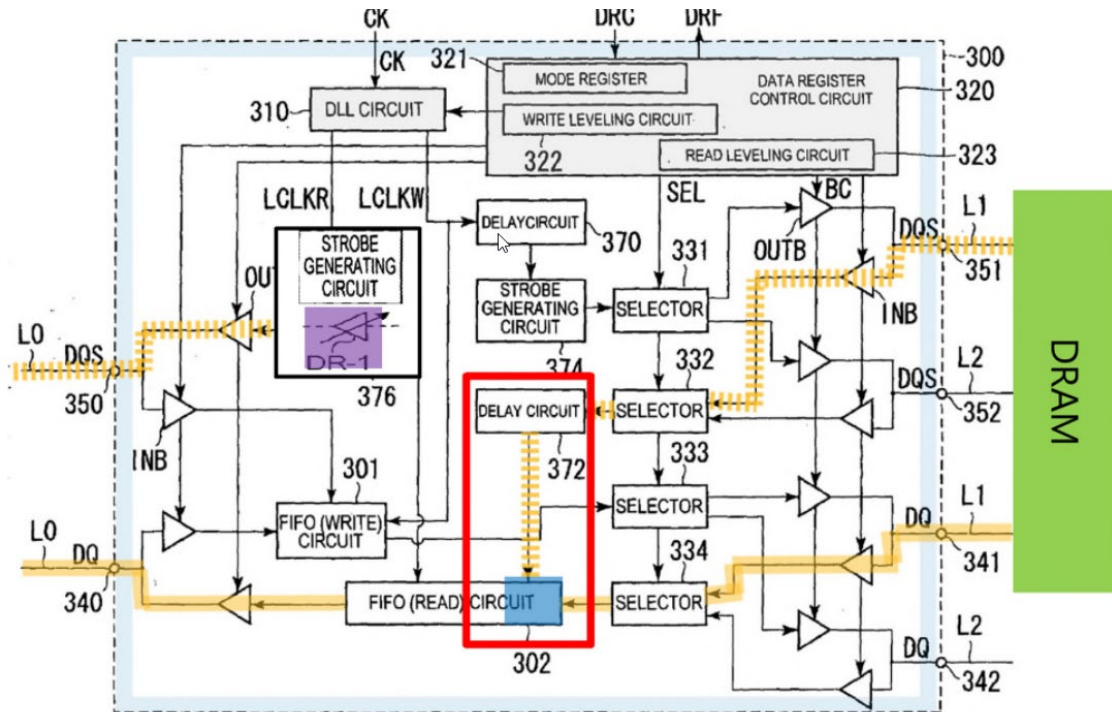 CK
DRC
DRF
300
CK
321
MODE REGISTER
DATA REGISTER
CONTROL CIRCUIT
320
310
DLL CIRCUIT
WRITE LEVELING CIRCUIT
322
READ LEVELING CIRCUIT
323
LCLKR
LCLKW
SEL
BC
DELAYCIRCUIT
370
OUTB
DQS
L1
351
STROBE
GENERATING
CIRCUIT
331
STROBE
GENERATING
CIRCUIT
SELECTOR
INB
L0
DQS
350
DR-1
376
374
332
L2
DQS
352
DELAY CIRCUIT
SELECTOR
372
DRAM
INB
301
333
FIFO (WRITE)
CIRCUIT
SELECTOR
L0
DQ
340
334
DQ
L1
341
FIFO (READ) CIRCUIT
SELECTOR
302
DQ
L2
342